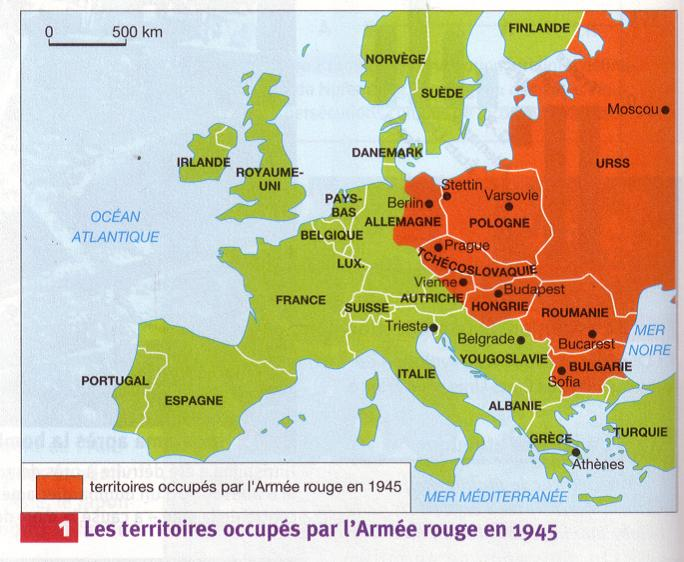 0 500 km
FINLANDE
NORVÈGE
SUÈDE
Moscou
URSS
DANEMARK
IRLANDE
ROYAUME-
UNI
PAYS-
BAS
Stettin
Berlin
Varsovie
ALLEMAGNE
POLOGNE
OCÉAN
ATLANTIQUE
BELGIQUE
Prague
LUX.
TCHÉCOSLOVAQUIE
Vienne
Budapest
FRANCE
SUISSE
AUTRICHE
HONGRIE
ROUMANIE
Trieste
Belgrade
Bucarest
MER
NOIRE
YOUGOSLAVIE
BULGARIE
Sofia
ITALIE
PORTUGAL
ESPAGNE
ALBANIE
GRÈCE
TURQUIE
Athènes
territoires occupés par l'Armée rouge en 1945
MER MÉDITERRANÉE
1 Les territoires occupés par l'Armée rouge en 1945